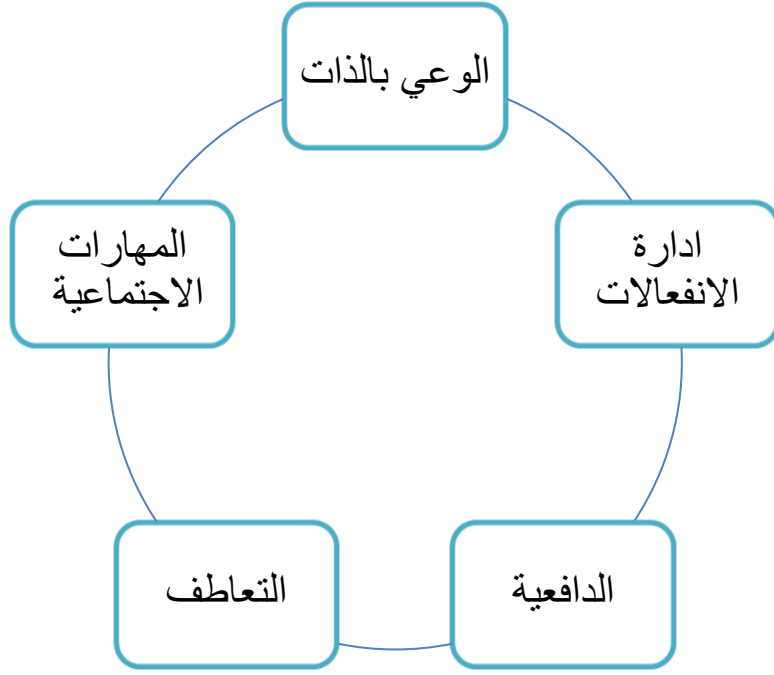 الوعي بالذات
ادارة
الانفعالات
الدافعية
التعاطف
المهارات
الاجتماعية